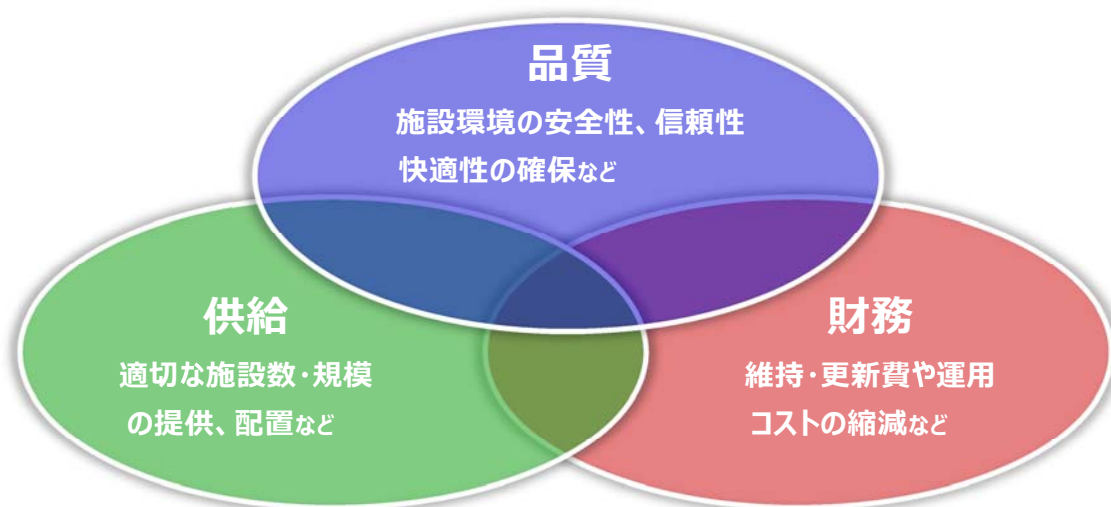 品質
施設環境の安全性、信頼性
快適性の確保など
供給
適切な施設数・規模
の提供、配置など
財務
維持・更新費や運用
コストの縮減など